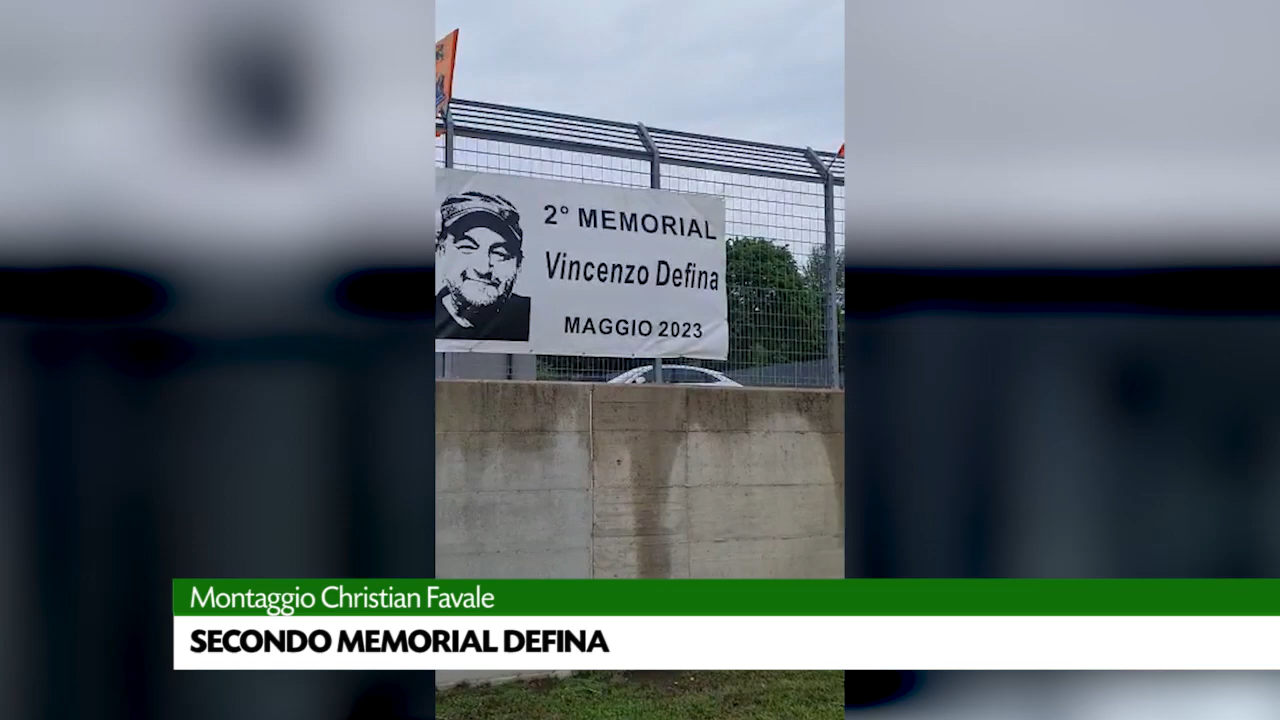 2° MEMORIAL
Vincenzo Defina
MAGGIO 2023
Montaggio Christian Favale
SECONDO MEMORIAL DEFINA